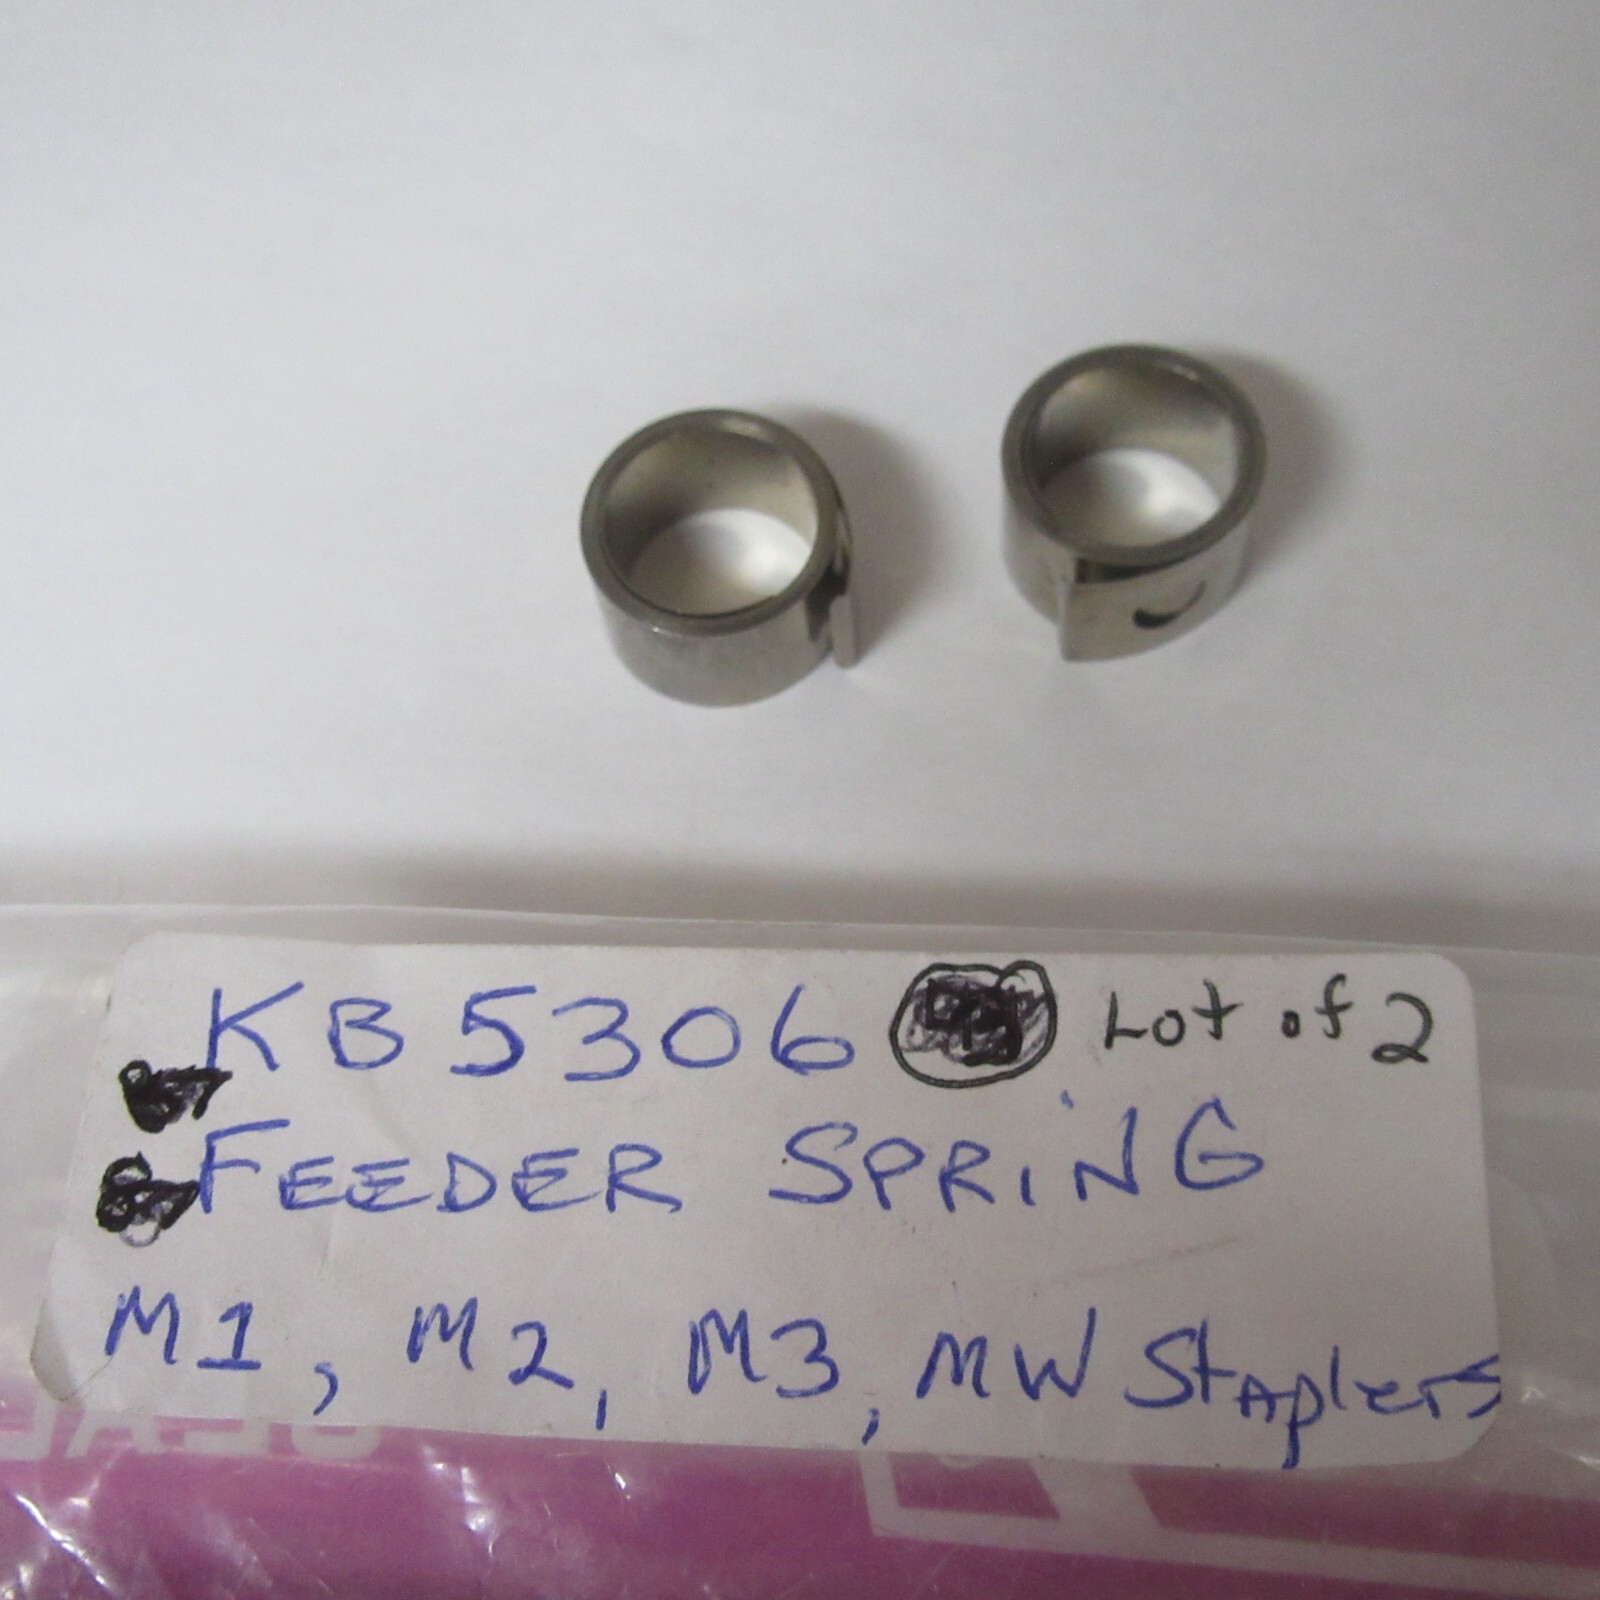 KB5306 Lot of 2
FEEDER SPRiNG
M1, M2, M3, MW Staplers